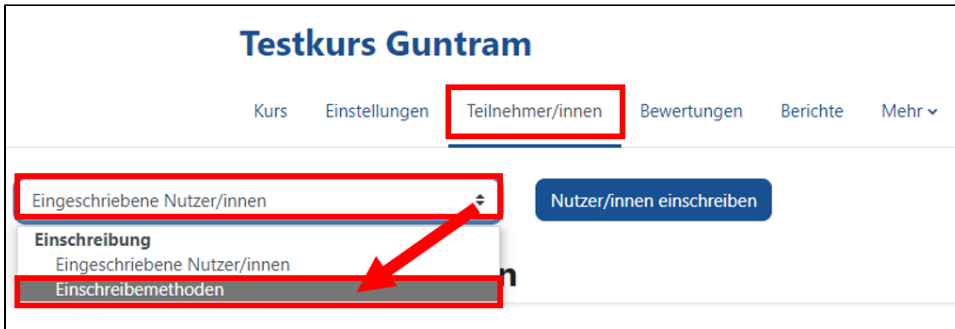 Testkurs Guntram
Kurs Einstellungen Teilnehmer/innen Bewertungen Berichte Mehr
Eingeschriebene Nutzer/innen Nutzer/innen einschreiben
Einschreibung
Eingeschriebene Nutzer/innen
Einschreibemethoden